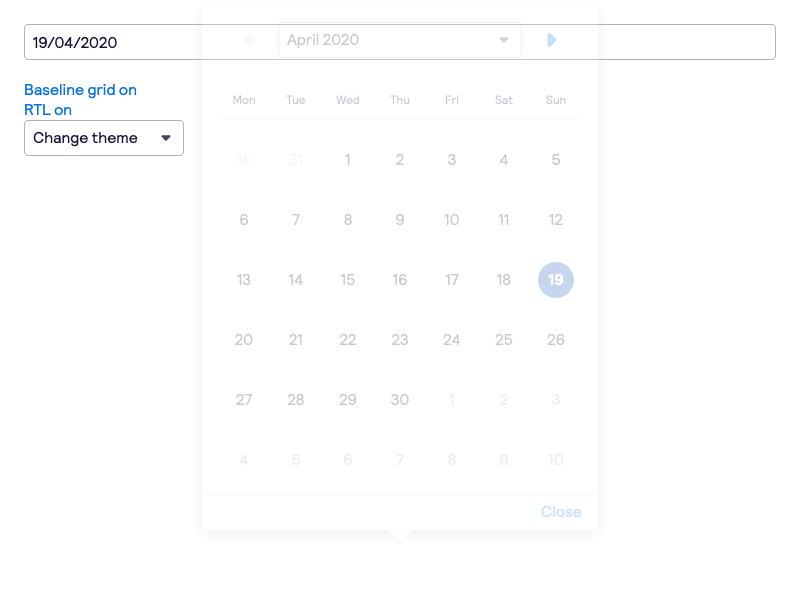 19/04/2020
April 2020
Baseline grid on
RTL on
Change theme
Mon Tue Wed Thu Fri Sat Sun
30 31 1 2 3 4 5
6 7 8 9 10 11 12
13 14 15 16 17 18 19
20 21 22 23 24 25 26
27 28 29 30 1 2 3
4 5 6 7 8 9 10
Close